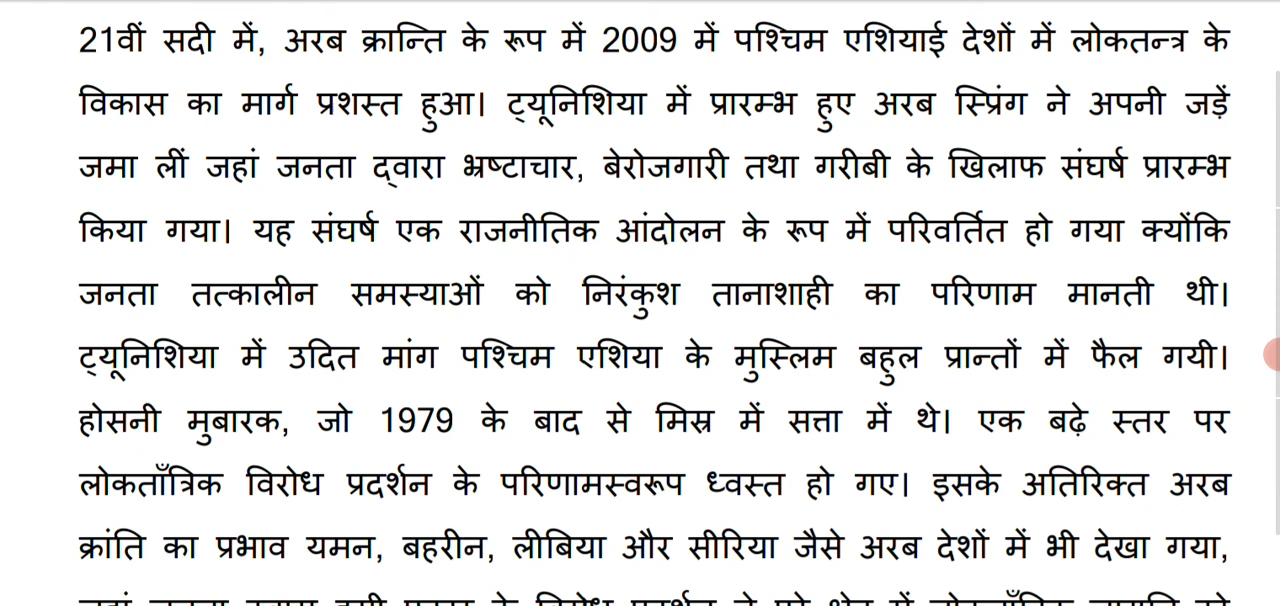 21वीं सदी में, अरब क्रान्ति के रूप में 2009 में पश्चिम एशियाई देशों में लोकतन्त्र के
विकास का मार्ग प्रशस्त हुआ। ट्यूनिशिया में प्रारम्भ हुए अरब स्प्रिंग ने अपनी जड़ें
जमा लीं जहां जनता द्वारा भ्रष्टाचार, बेरोजगारी तथा गरीबी के खिलाफ संघर्ष प्रारम्भ
किया गया। यह संघर्ष एक राजनीतिक आंदोलन के रूप में परिवर्तित हो गया क्योंकि
जनता तत्कालीन समस्याओं को निरंकुश तानाशाही का परिणाम मानती थी।
ट्यूनिशिया में उदित मांग पश्चिम एशिया के मुस्लिम बहुल प्रान्तों में फैल गयी।
होसनी मुबारक, जो 1979 के बाद से मिस्र में सत्ता में थे। एक बढ़े स्तर पर
लोकताँत्रिक विरोध प्रदर्शन के परिणामस्वरूप ध्वस्त हो गए। इसके अतिरिक्त अरब
क्रांति का प्रभाव यमन, बहरीन, लीबिया और सीरिया जैसे अरब देशों में भी देखा गया,